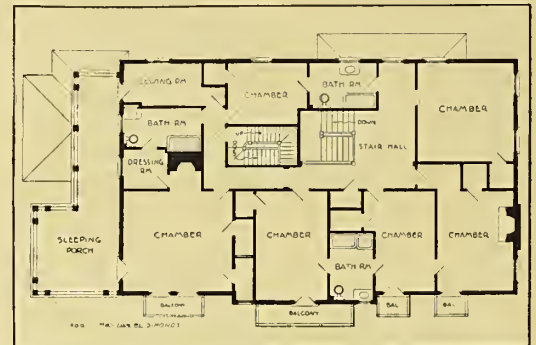 SEWING RM
CHAMBER
BATH RM
CHAMBER
BATH RM
UP
DOWN
STAIR HALL
DRESSING
RM
SLEEPING
PORCH
CHAMBER
CHAMBER
CHAMBER
CHAMBER
BATH RM
BALCONY
BALCONY
BAL
BAL
FOR